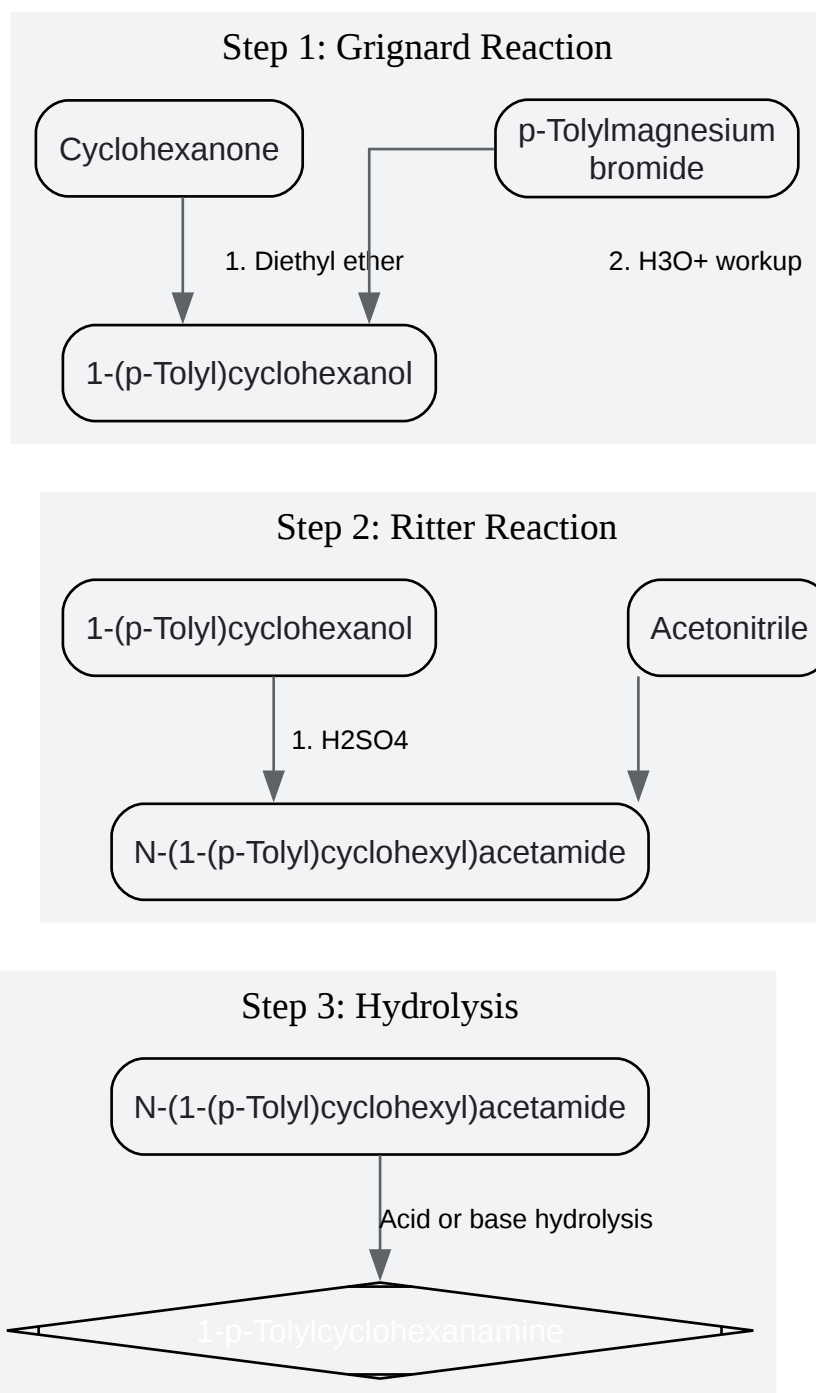 Step 1: Grignard Reaction
Cyclohexanone
p-Tolylmagnesium
bromide
1. Diethyl ether
2. H3O+ workup
1-(p-Tolyl)cyclohexanol
Step 2: Ritter Reaction
1-(p-Tolyl)cyclohexanol
Acetonitrile
1. H2SO4
N-(1-(p-Tolyl)cyclohexyl)acetamide
Step 3: Hydrolysis
N-(1-(p-Tolyl)cyclohexyl)acetamide
Acid or base hydrolysis
1-p-Tolylcyclohexanamine